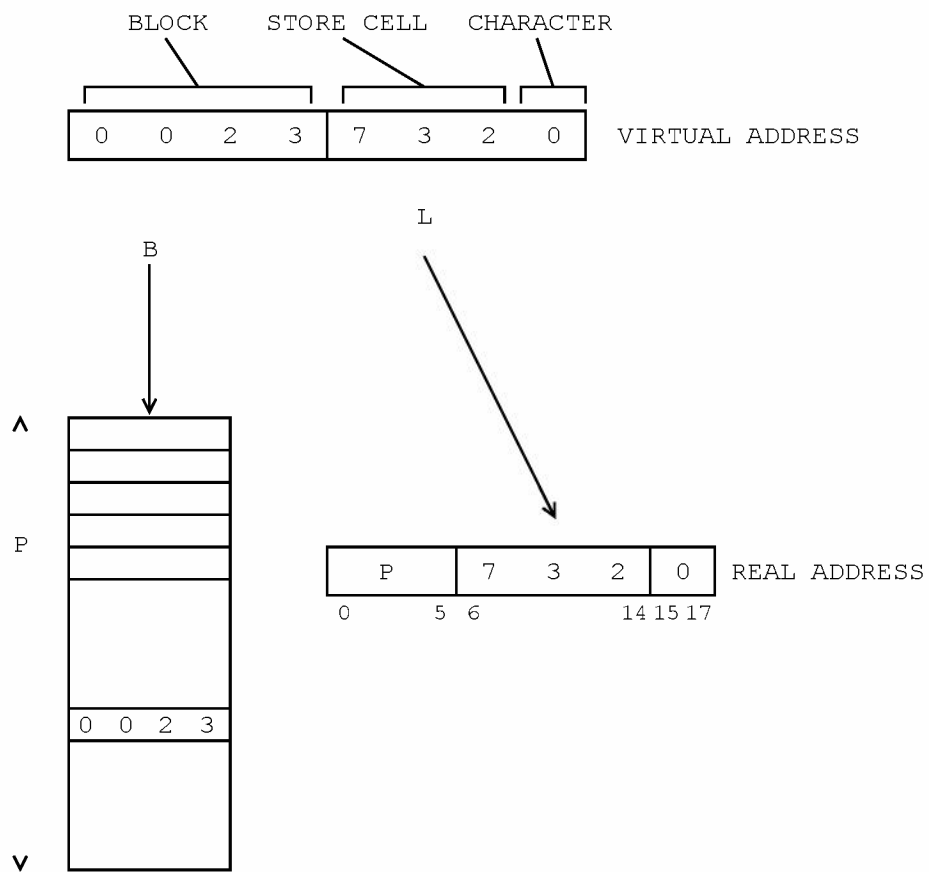 BLOCK STORE CELL CHARACTER
0 0 2 3 7 3 2 0 VIRTUAL ADDRESS
L
B
P
P 7 3 2 0 REAL ADDRESS
0 5 6 14 15 17
0 0 2 3